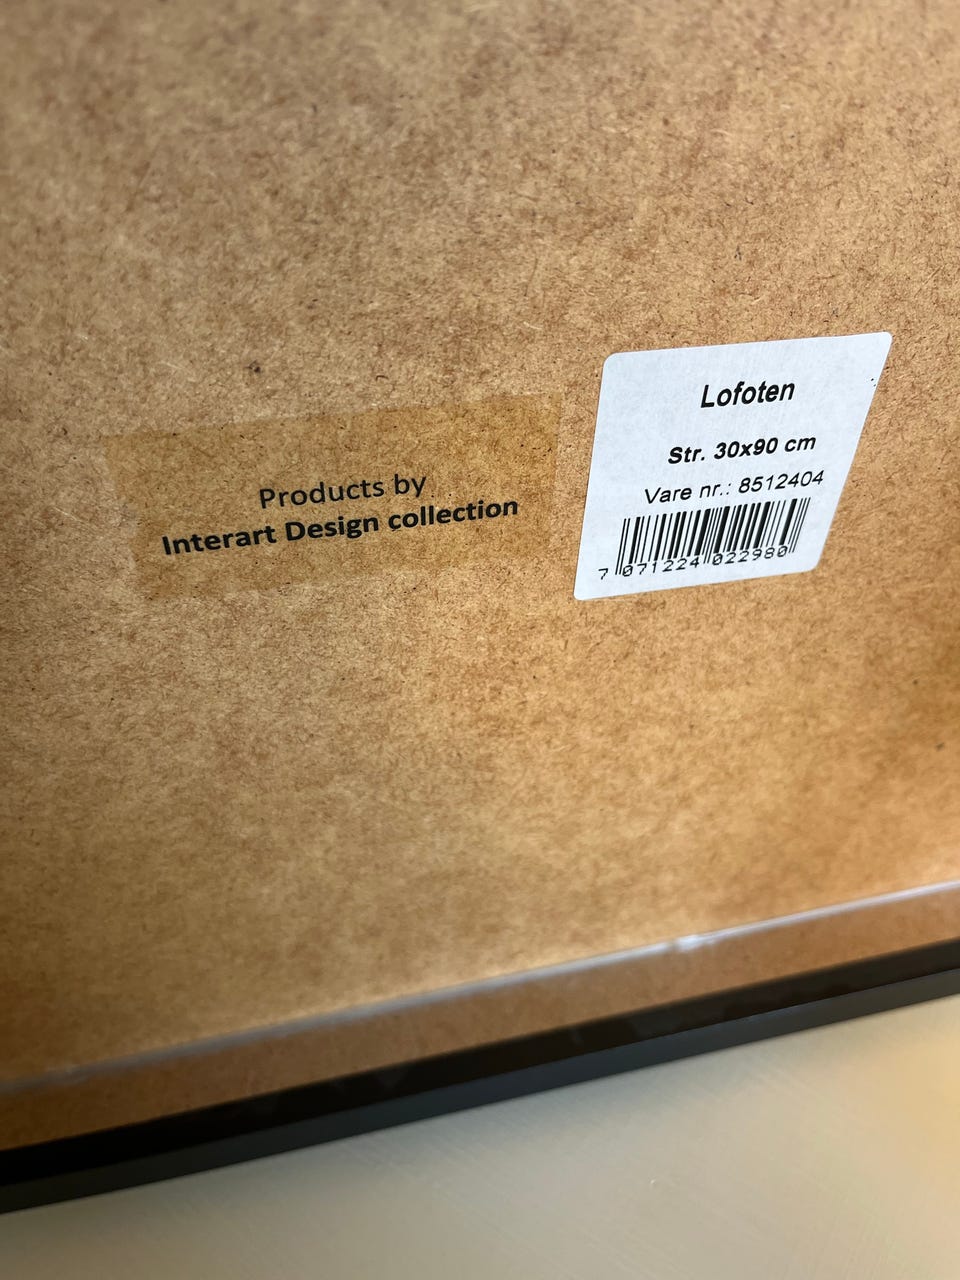 Products by
Interart Design collection
Lofoten
Str. 30x90 cm
Vare nr.: 8512404
7 071224 022980